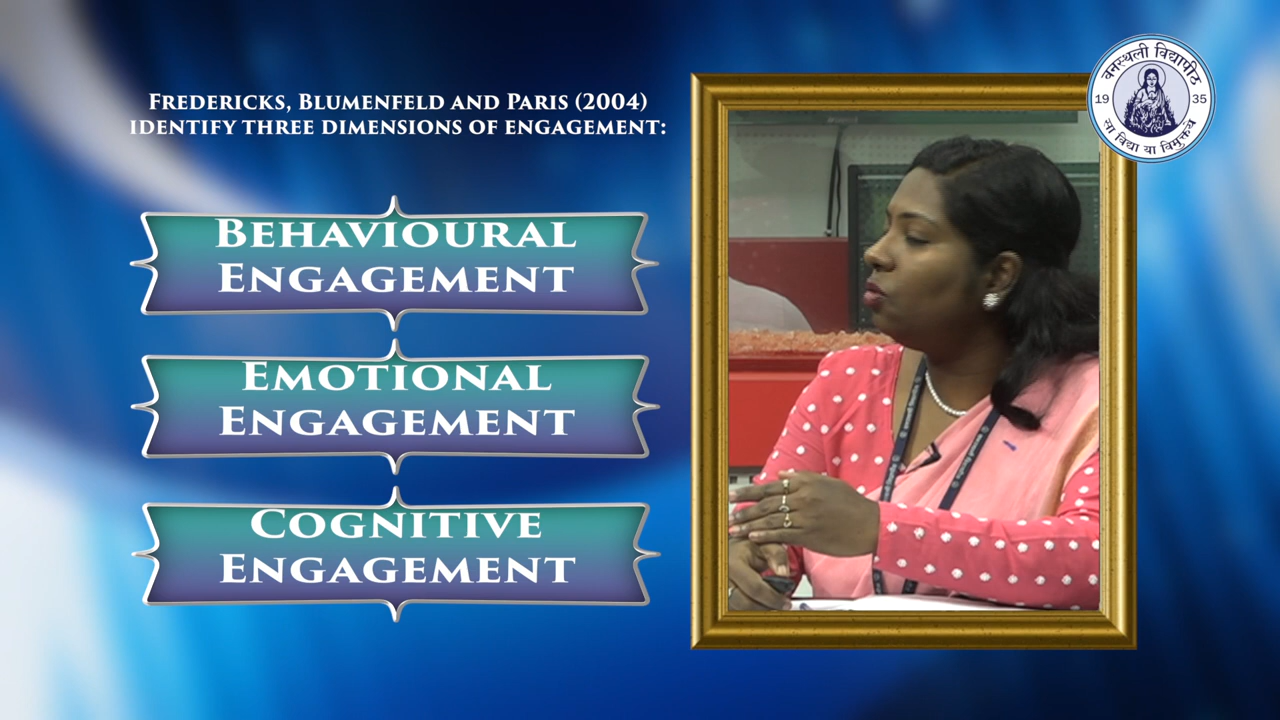 FREDERICKS, BLUMENFELD AND PARIS (2004)
IDENTIFY THREE DIMENSIONS OF ENGAGEMENT:
BEHAVIOURAL
ENGAGEMENT
EMOTIONAL
ENGAGEMENT
COGNITIVE
ENGAGEMENT
वनस्थली विद्यापीठ
19 35
सा विद्या या विमुक्तये